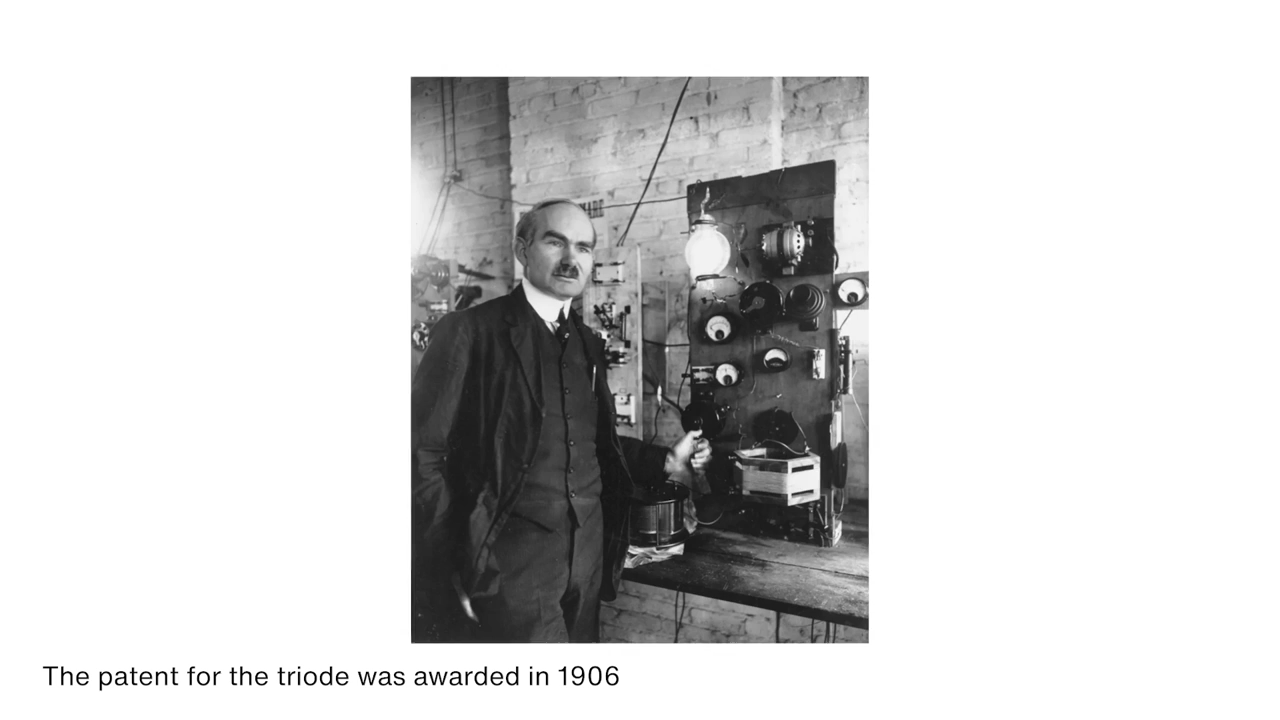 The patent for the triode was awarded in 1906